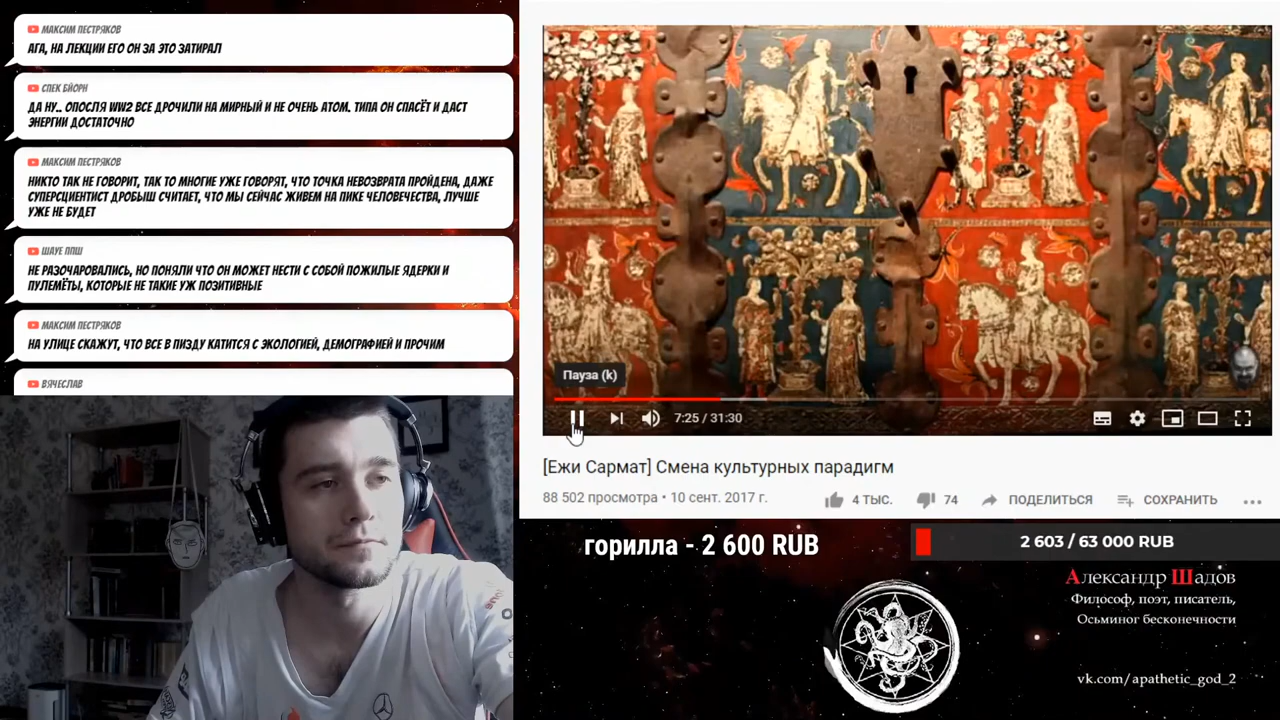 МАКСИМ ПЕСТРЯКОВ
АГА, НА ЛЕКЦИИ ЕГО ОН ЗА ЭТО ЗАТИРАЛ
СПЕК БЙОРН
ДА НУ.. ОПОСЛЯ WW2 ВСЕ ДРОЧИЛИ НА МИРНЫЙ И НЕ ОЧЕНЬ АТОМ. ТИПА ОН СПАСЁТ И ДАСТ
ЭНЕРГИИ ДОСТАТОЧНО
МАКСИМ ПЕСТРЯКОВ
НИКТО ТАК НЕ ГОВОРИТ, ТАК ТО МНОГИЕ УЖЕ ГОВОРЯТ, ЧТО ТОЧКА НЕВОЗВРАТА ПРОЙДЕНА, ДАЖЕ
СУПЕРСЦИЕНТИСТ ДРОБЫШ СЧИТАЕТ, ЧТО МЫ СЕЙЧАС ЖИВЕМ НА ПИКЕ ЧЕЛОВЕЧЕСТВА, ЛУЧШЕ
УЖЕ НЕ БУДЕТ
ШАУЕ ППШ
НЕ РАЗОЧАРОВАЛИСЬ, НО ПОНЯЛИ ЧТО ОН МОЖЕТ НЕСТИ С СОБОЙ ПОЖИЛЫЕ ЯДЕРКИ И
ПУЛЕМЁТЫ, КОТОРЫЕ НЕ ТАКИЕ УЖ ПОЗИТИВНЫЕ
МАКСИМ ПЕСТРЯКОВ
НА УЛИЦЕ СКАЖУТ, ЧТО ВСЕ В ПИЗДУ КАТИТСЯ С ЭКОЛОГИЕЙ, ДЕМОГРАФИЕЙ И ПРОЧИМ
ВЯЧЕСЛАВ
Пауза (k)
7:25 / 31:30
[Ежи Сармат] Смена культурных парадигм
88 502 просмотра • 10 сент. 2017 г.
4 ТЫС.
74
ПОДЕЛИТЬСЯ
СОХРАНИТЬ
горилла - 2 600 RUB
2 603 / 63 000 RUB
Александр Шадов
Философ, поэт, писатель,
Осьминог бесконечности
vk.com/apathetic_god_2